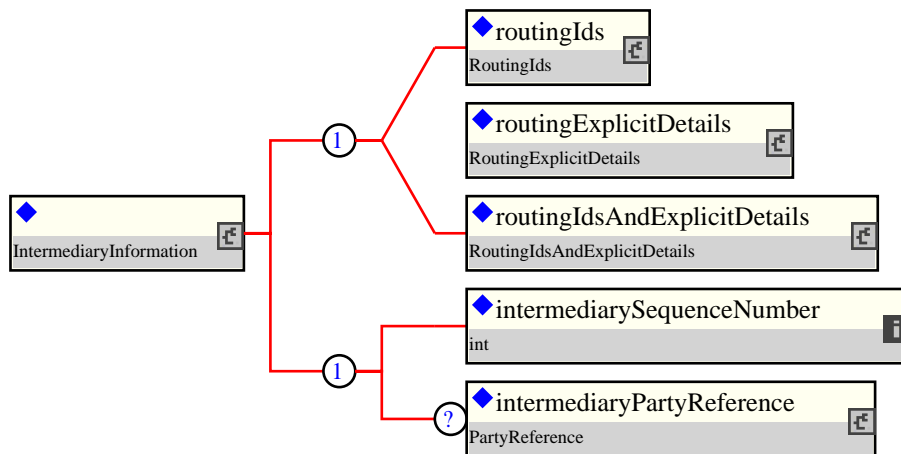 routingIds
RoutingIds
routingExplicitDetails
RoutingExplicitDetails
1
routingIdsAndExplicitDetails
RoutingIdsAndExplicitDetails
IntermediaryInformation
intermediarySequenceNumber
int
1
intermediaryPartyReference
?
PartyReference